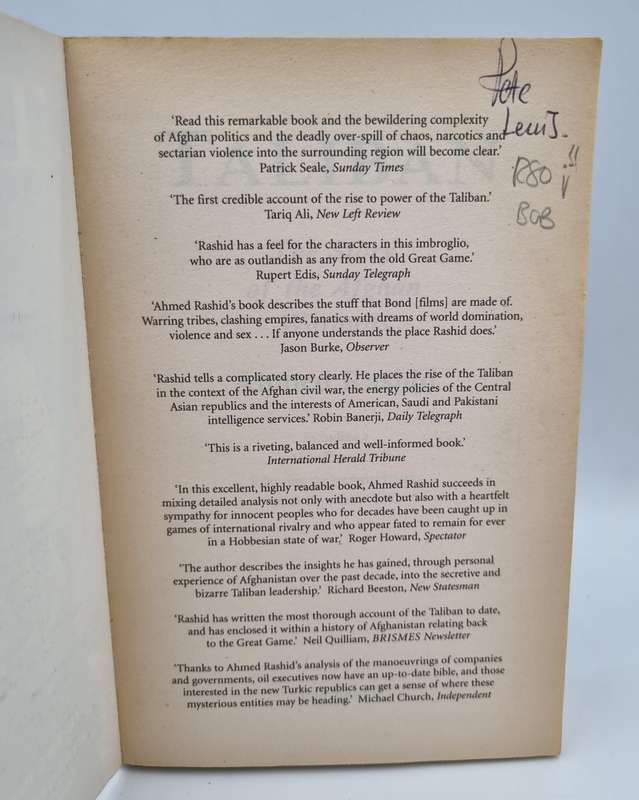 Pete
Lewis.
R80
BOB
‘Read this remarkable book and the bewildering complexity
of Afghan politics and the deadly over-spill of chaos, narcotics and
sectarian violence into the surrounding region will become clear.’
Patrick Seale, Sunday Times
‘The first credible account of the rise to power of the Taliban.’
Tariq Ali, New Left Review
‘Rashid has a feel for the characters in this imbroglio,
who are as outlandish as any from the old Great Game.’
Rupert Edis, Sunday Telegraph
‘Ahmed Rashid’s book describes the stuff that Bond [films] are made of.
Warring tribes, clashing empires, fanatics with dreams of world domination,
violence and sex . . . If anyone understands the place Rashid does.’
Jason Burke, Observer
‘Rashid tells a complicated story clearly. He places the rise of the Taliban
in the context of the Afghan civil war, the energy policies of the Central
Asian republics and the interests of American, Saudi and Pakistani
intelligence services.’ Robin Banerji, Daily Telegraph
‘This is a riveting, balanced and well-informed book.’
International Herald Tribune
‘In this excellent, highly readable book, Ahmed Rashid succeeds in
mixing detailed analysis not only with anecdote but also with a heartfelt
sympathy for innocent peoples who for decades have been caught up in
games of international rivalry and who appear fated to remain for ever
in a Hobbesian state of war.’ Roger Howard, Spectator
‘The author describes the insights he has gained, through personal
experience of Afghanistan over the past decade, into the secretive and
bizarre Taliban leadership.’ Richard Beeston, New Statesman
‘Rashid has written the most thorough account of the Taliban to date,
and has enclosed it within a history of Afghanistan relating back
to the Great Game.’ Neil Quilliam, BRISMES Newsletter
‘Thanks to Ahmed Rashid’s analysis of the manoeuvrings of companies
and governments, oil executives now have an up-to-date bible, and those
interested in the new Turkic republics can get a sense of where these
mysterious entities may be heading.’ Michael Church, Independent